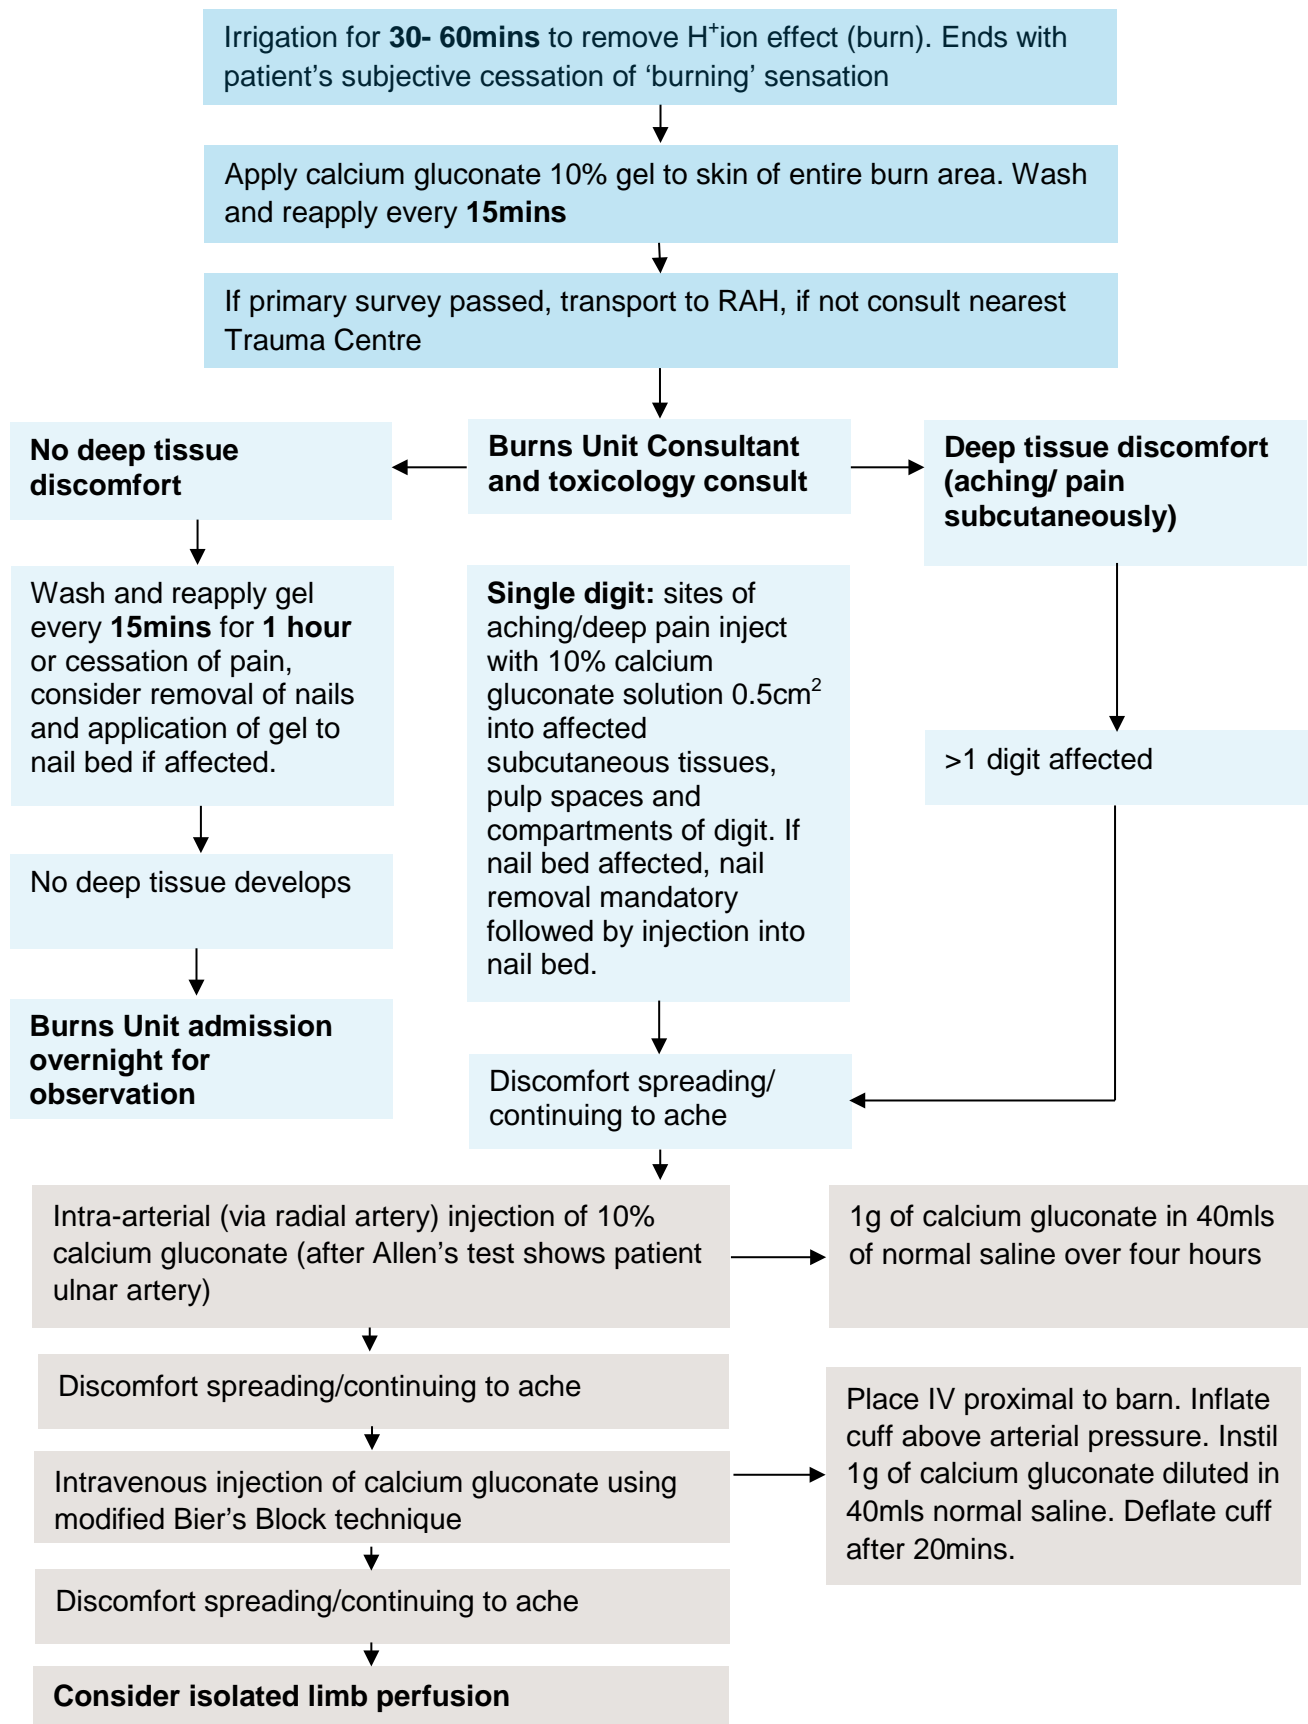 Irrigation for 30- 60mins to remove H⁺ion effect (burn). Ends with
patient’s subjective cessation of ‘burning’ sensation
Apply calcium gluconate 10% gel to skin of entire burn area. Wash
and reapply every 15mins
If primary survey passed, transport to RAH, if not consult nearest
Trauma Centre
No deep tissue
discomfort
Burns Unit Consultant
and toxicology consult
Deep tissue discomfort
(aching/ pain
subcutaneously)
Wash and reapply gel
every 15mins for 1 hour
or cessation of pain,
consider removal of nails
and application of gel to
nail bed if affected.
Single digit: sites of
aching/deep pain inject
with 10% calcium
gluconate solution 0.5cm²
into affected
subcutaneous tissues,
pulp spaces and
compartments of digit. If
nail bed affected, nail
removal mandatory
followed by injection into
nail bed.
>1 digit affected
No deep tissue develops
Burns Unit admission
overnight for
observation
Discomfort spreading/
continuing to ache
Intra-arterial (via radial artery) injection of 10%
calcium gluconate (after Allen’s test shows patient
ulnar artery)
1g of calcium gluconate in 40mls
of normal saline over four hours
Discomfort spreading/continuing to ache
Intravenous injection of calcium gluconate using
modified Bier’s Block technique
Place IV proximal to barn. Inflate
cuff above arterial pressure. Instil
1g of calcium gluconate diluted in
40mls normal saline. Deflate cuff
after 20mins.
Discomfort spreading/continuing to ache
Consider isolated limb perfusion